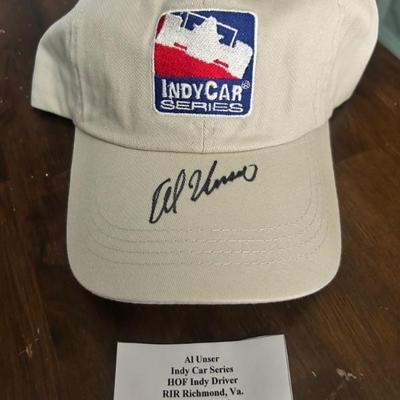 INDYCAR®
SERIES
Al Unser
Al Unser
Indy Car Series
HOF Indy Driver
RIR Richmond, Va.